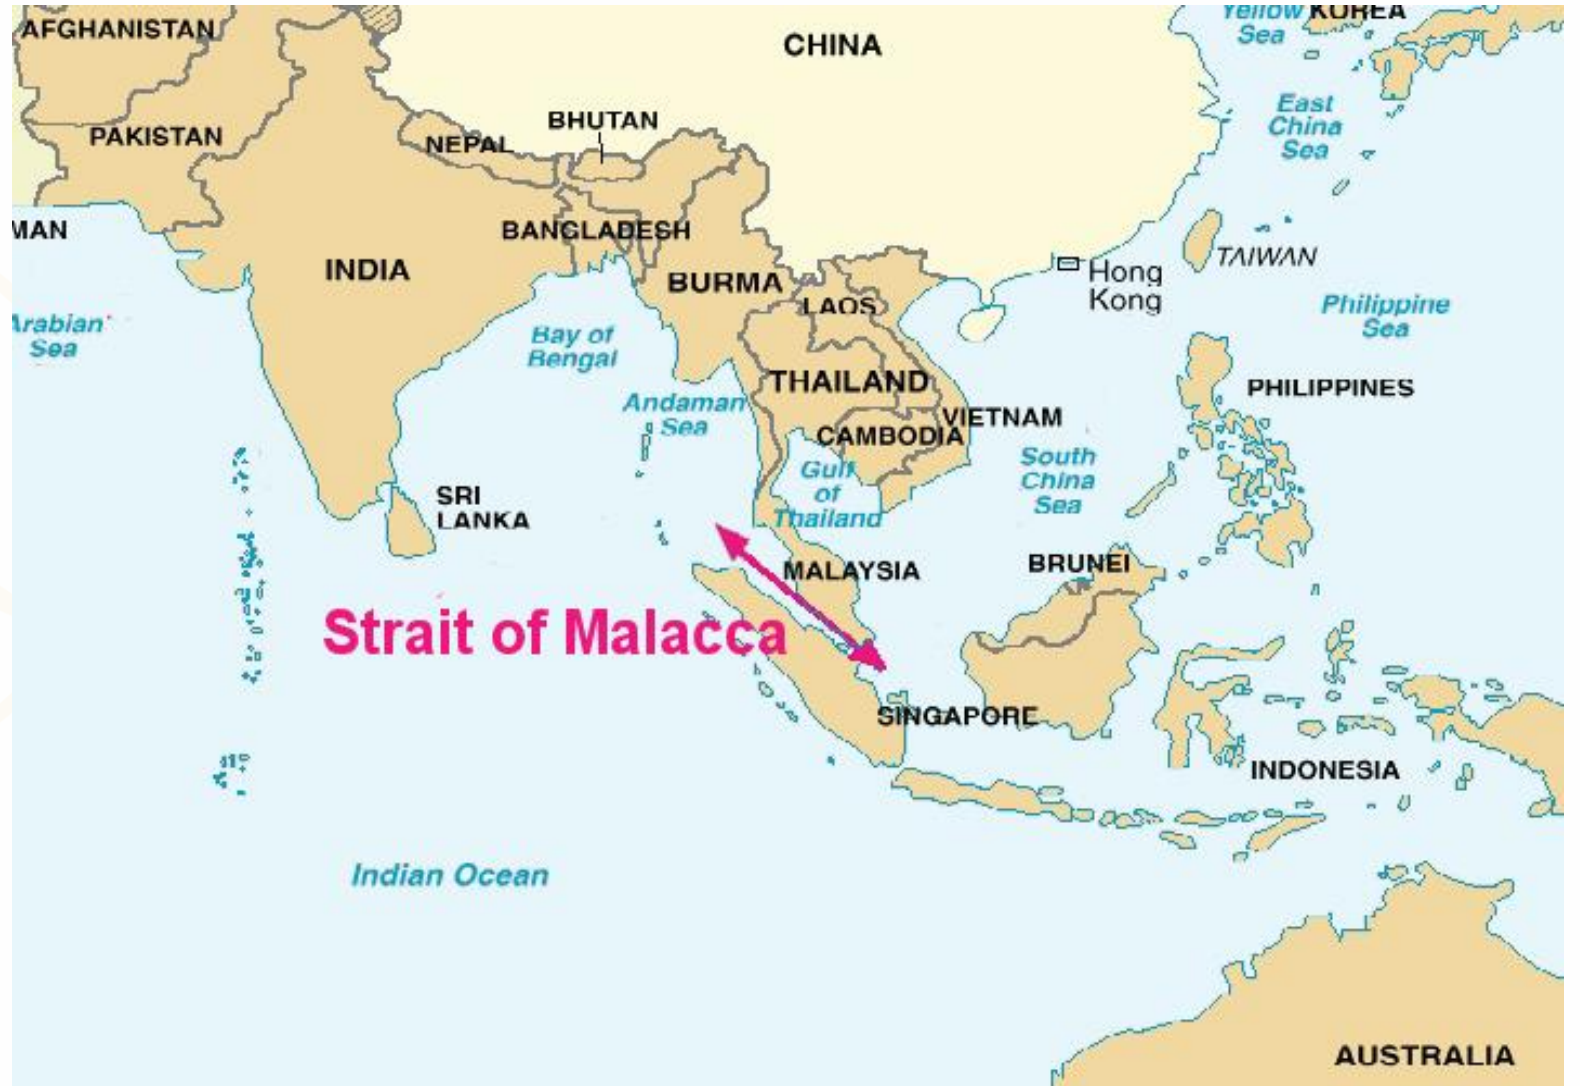 AFGHANISTAN
CHINA
Yellow
Sea
KOREA
East
China
Sea
PAKISTAN
NEPAL
BHUTAN
MAN
BANGLADESH
INDIA
BURMA
LAOS
Hong
Kong
TAIWAN
Arabian
Sea
Bay of
Bengal
Philippine
Sea
THAILAND
PHILIPPINES
Andaman
Sea
VIETNAM
CAMBODIA
Gulf
of
Thailand
South
China
Sea
SRI
LANKA
MALAYSIA
BRUNEI
Strait of Malacca
SINGAPORE
INDONESIA
Indian Ocean
AUSTRALIA